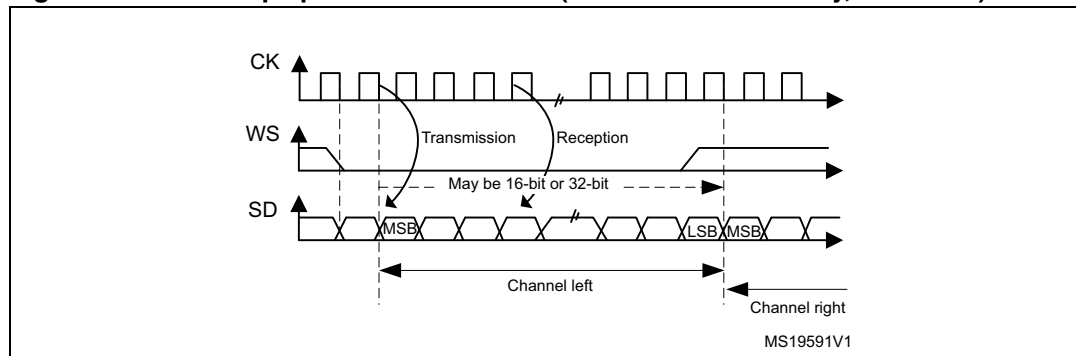 CK
Transmission
Reception
WS
May be 16-bit or 32-bit
SD
MSB
LSB
MSB
Channel left
Channel right
MS19591V1